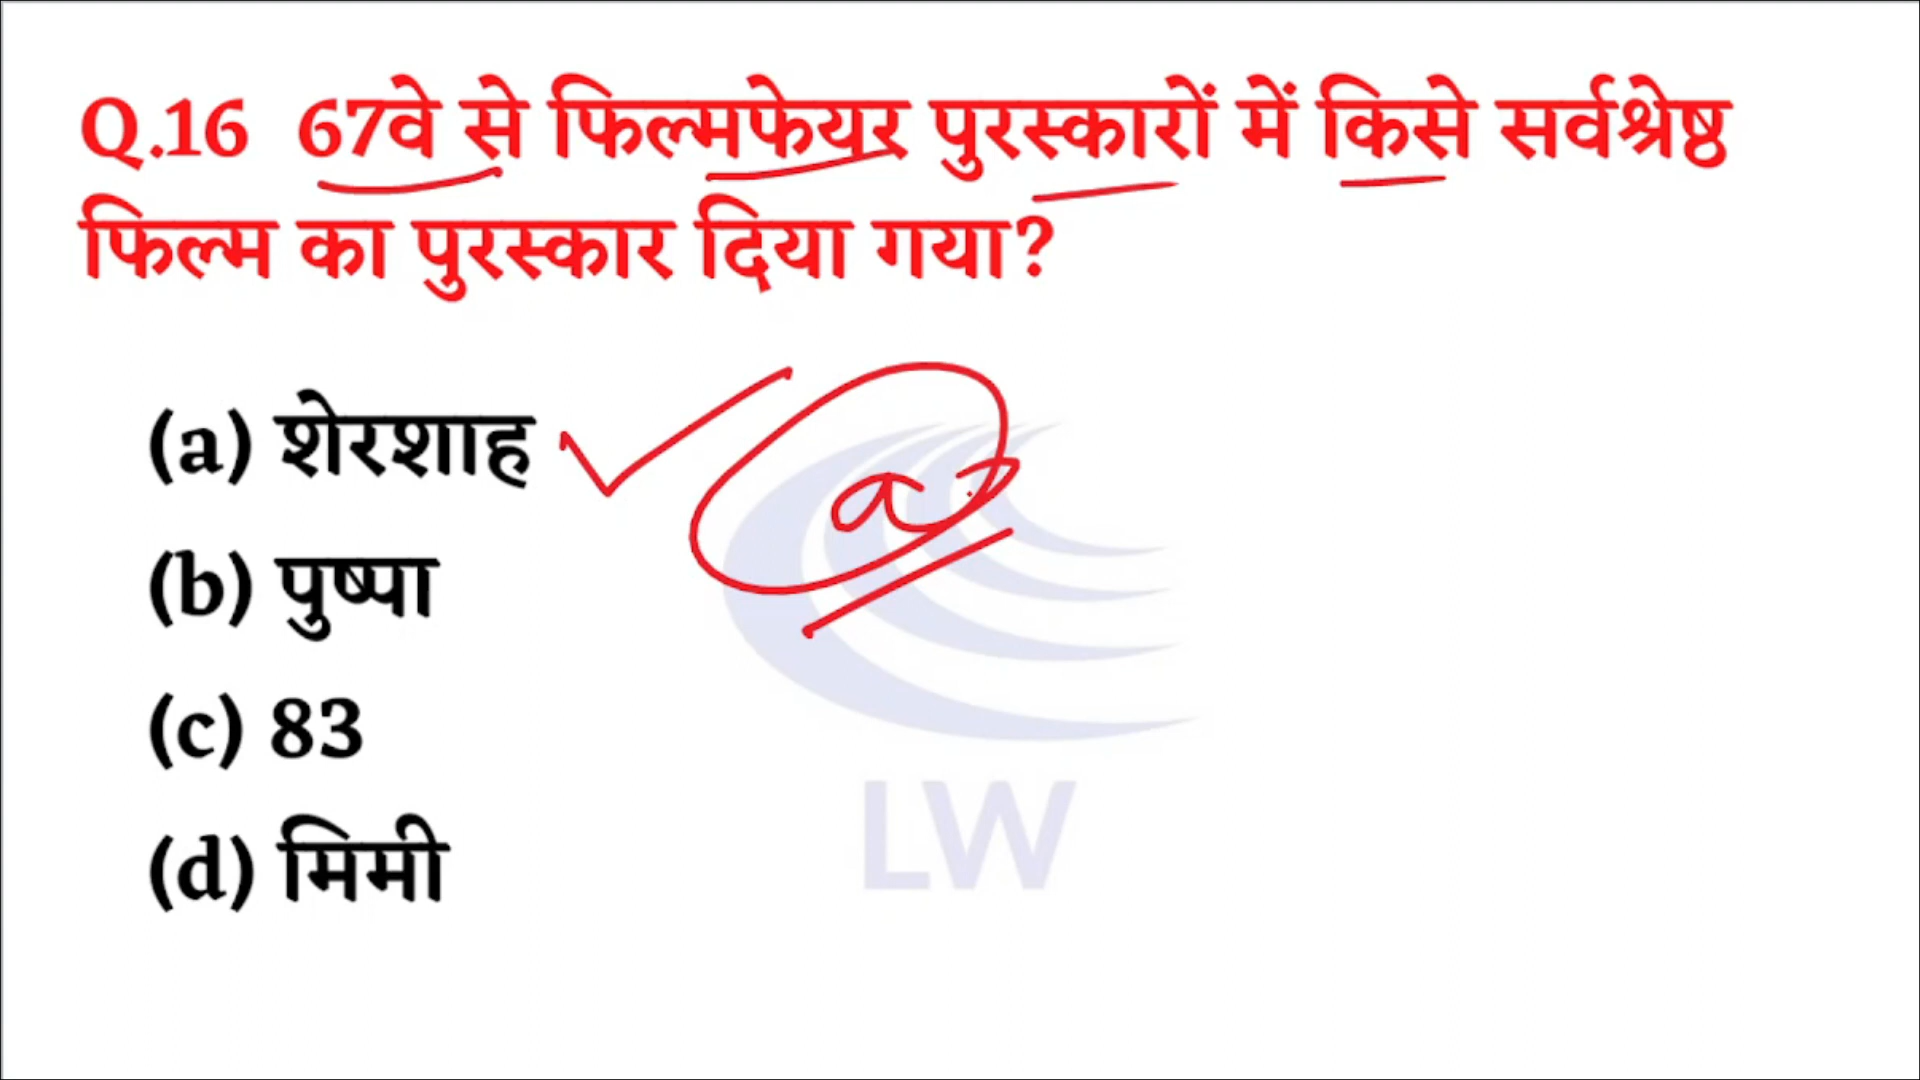 Q.16 67वे से फिल्मफेयर पुरस्कारों में किसे सर्वश्रेष्ठ
फिल्म का पुरस्कार दिया गया?
(a) शेरशाह
a
(b) पुष्पा
(c) 83
(d) मिमी
LW